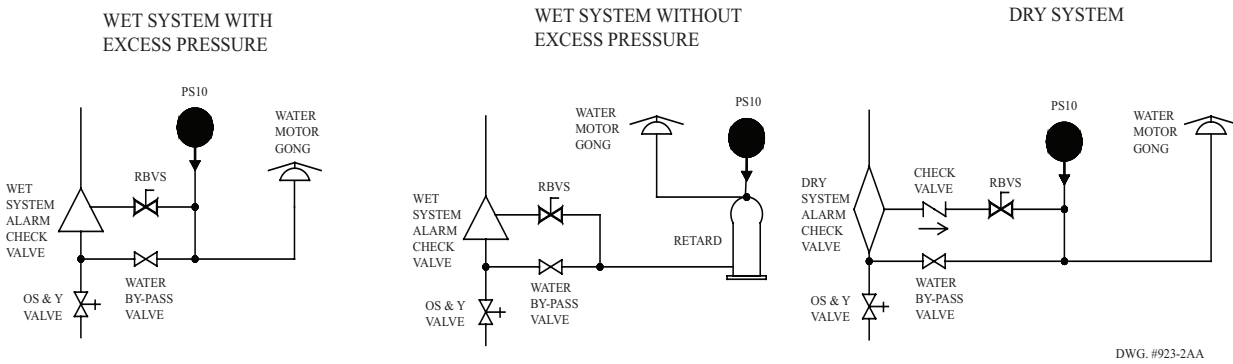 WET SYSTEM WITH
EXCESS PRESSURE
PS10
WATER
MOTOR
GONG
RBVS
WET
SYSTEM
ALARM
CHECK
VALVE
WATER
BY-PASS
VALVE
OS & Y
VALVE
WET SYSTEM WITHOUT
EXCESS PRESSURE
WATER
MOTOR
GONG
PS10
RBVS
WET
SYSTEM
ALARM
CHECK
VALVE
RETARD
WATER
BY-PASS
VALVE
OS & Y
VALVE
DRY SYSTEM
PS10
WATER
MOTOR
GONG
CHECK
VALVE
RBVS
DRY
SYSTEM
ALARM
CHECK
VALVE
WATER
BY-PASS
VALVE
OS & Y
VALVE
DWG. #923-2AA